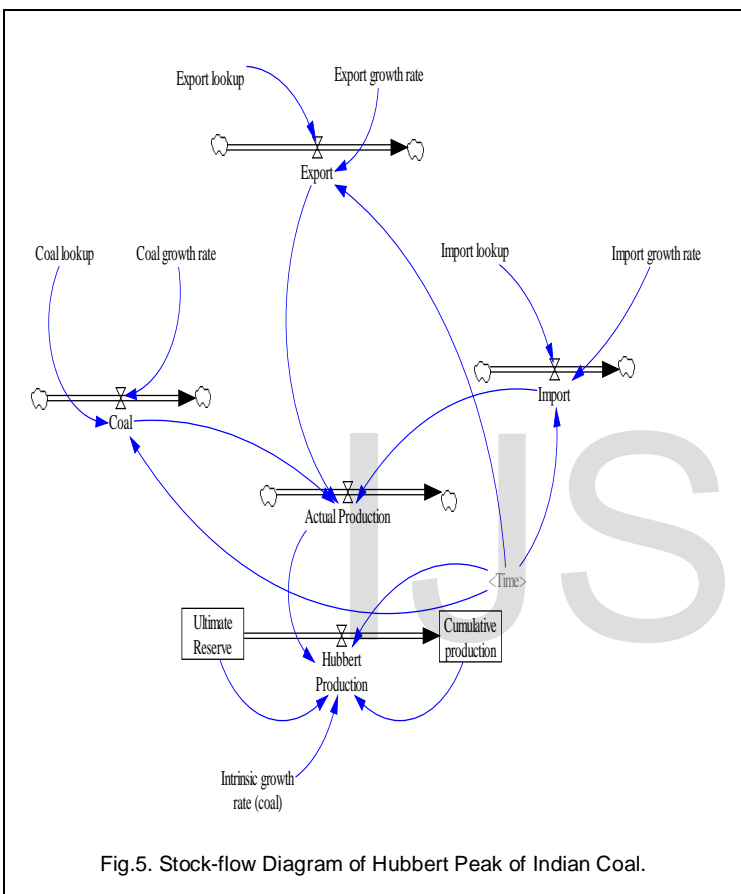 Export lookup
Export growth rate
Export
Coal lookup
Coal growth rate
Import lookup
Import growth rate
Coal
Import
Actual Production
<Time>
Ultimate
Reserve
Cumulative
production
Hubbert
Production
Intrinsic growth
rate (coal)
IJS
Fig.5. Stock-flow Diagram of Hubbert Peak of Indian Coal.